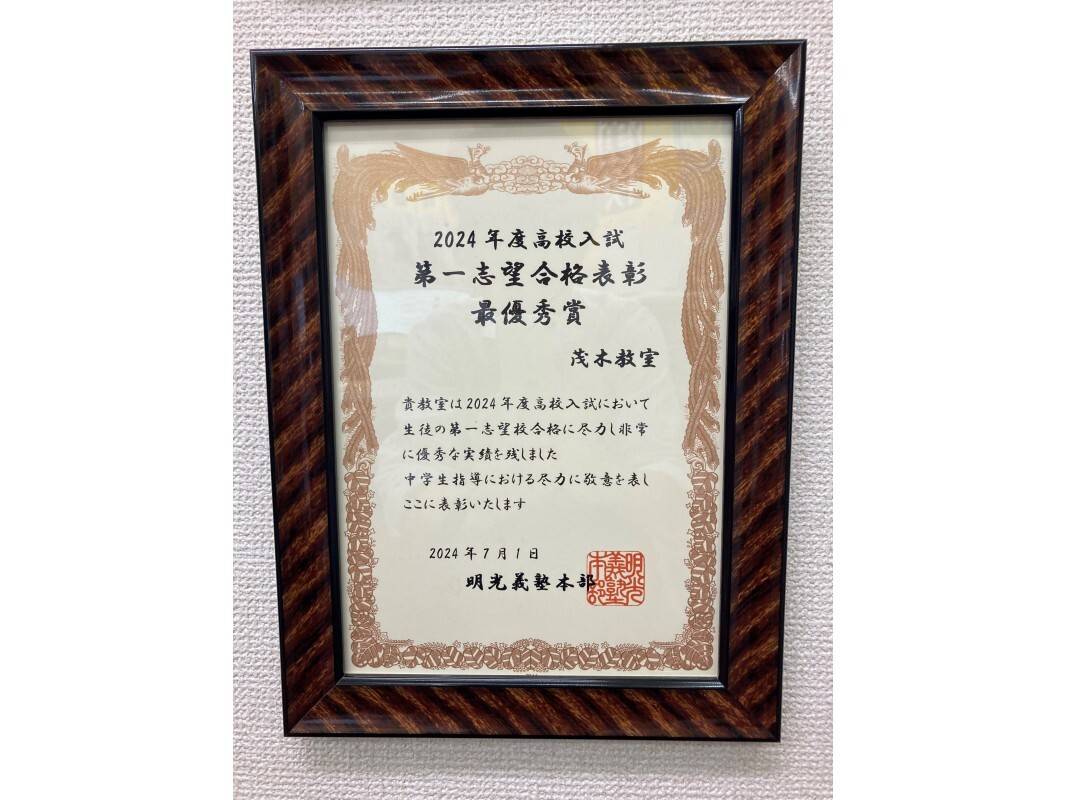 2024年度高校入試
第一志望合格表彰
最優秀賞
茂木教室
貴教室は2024年度高校入試において
生徒の第一志望校合格に尽力し非常
に優秀な実績を残しました
中学生指導における尽力に敬意を表し
ここに表彰いたします
2024年7月1日
明光義塾本部
明光義塾本部